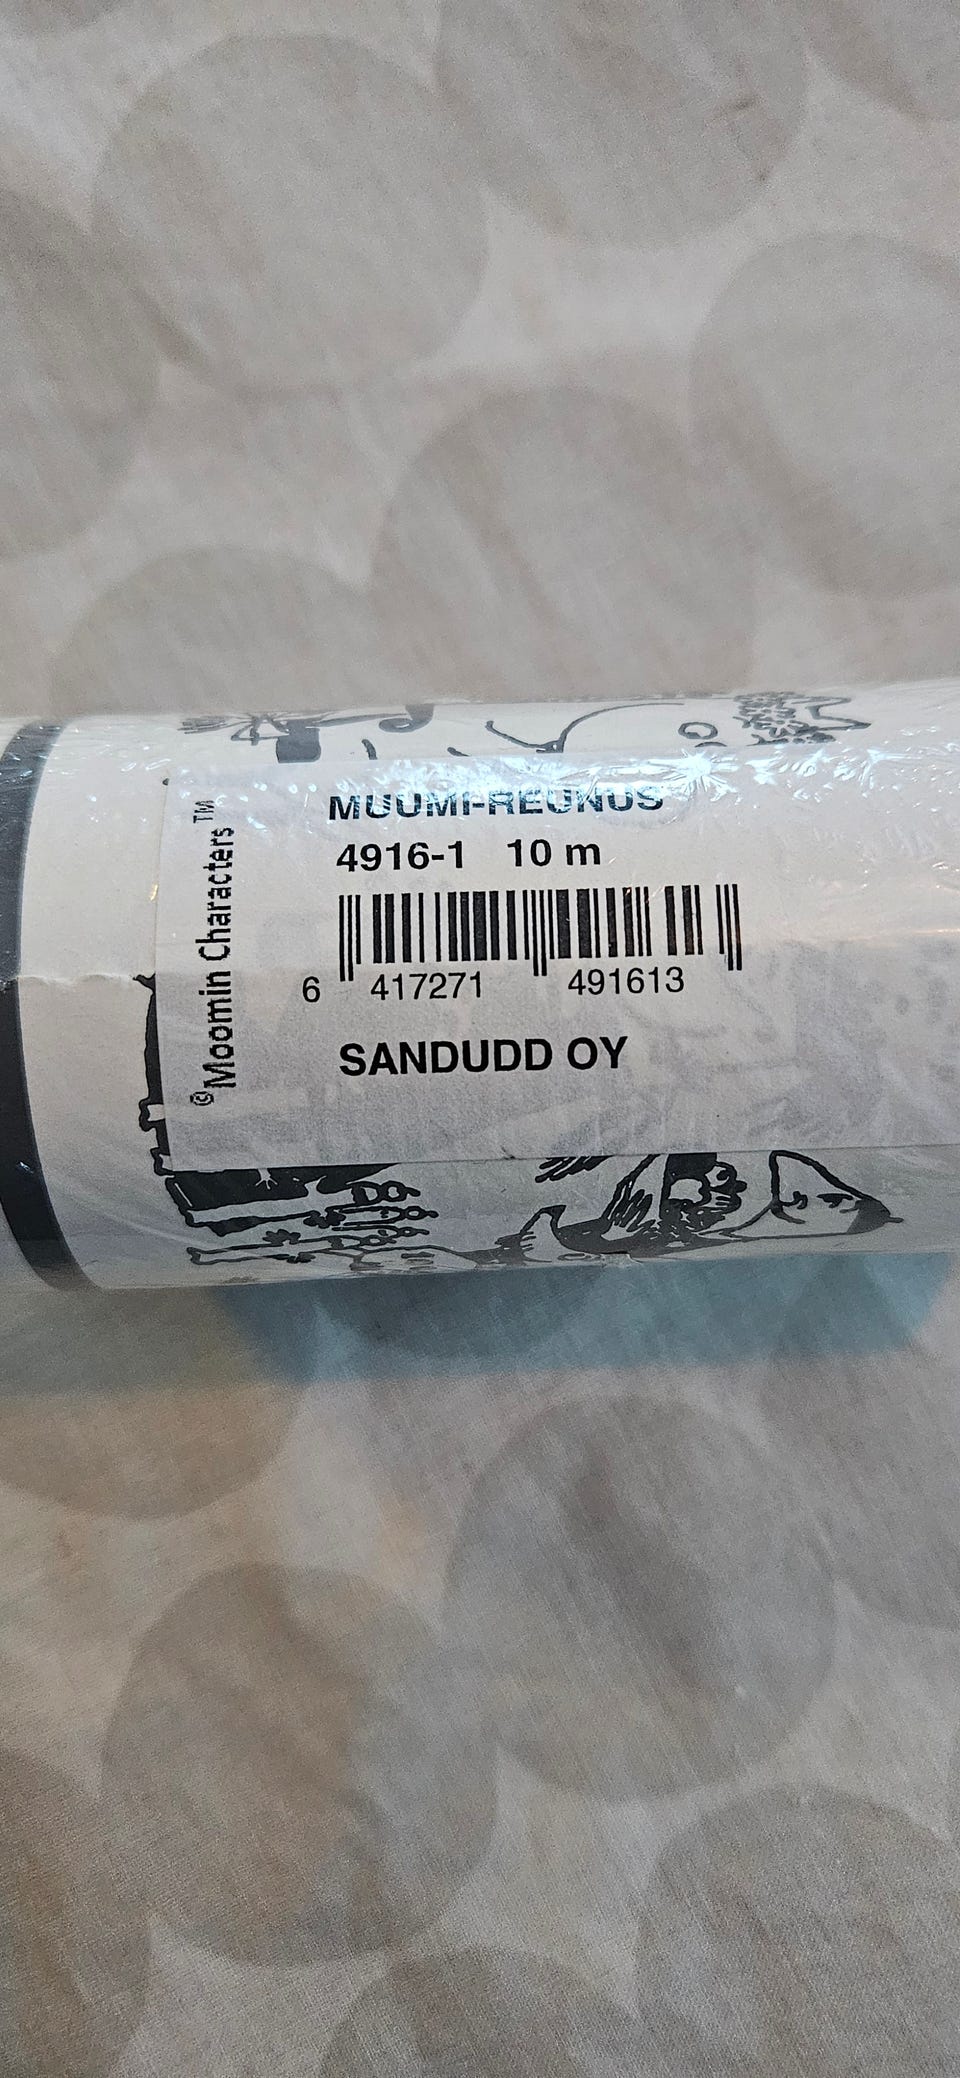 MUUMI-REUNUS
4916-1 10 m
6 417271 491613
SANDUDD OY
©Moomin Characters™